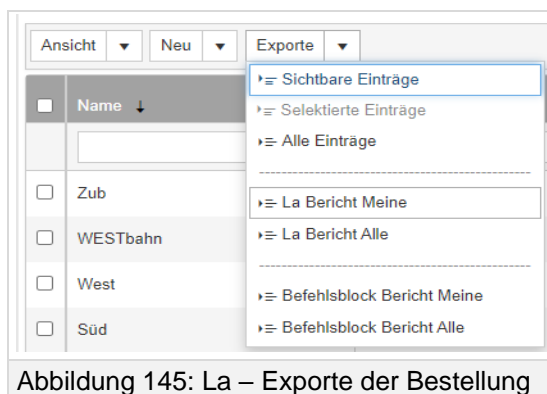 Ansicht Neu Exporte
Sichtbare Einträge
Name ↓
Selektierte Einträge
Alle Einträge
Zub
La Bericht Meine
WESTbahn
La Bericht Alle
West
Befehlsblock Bericht Meine
Süd
Befehlsblock Bericht Alle
Abbildung 145: La – Exporte der Bestellung